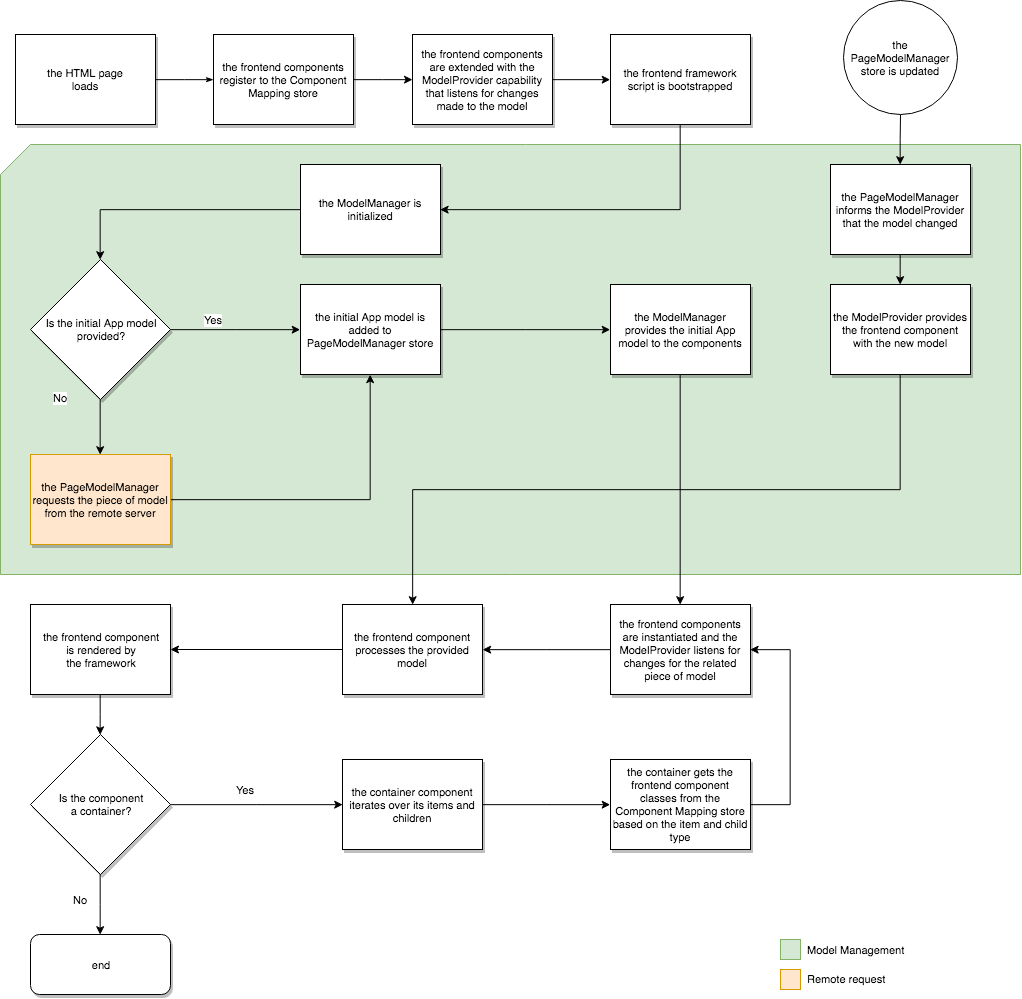 the HTML page
loads
the frontend components
register to the Component
Mapping store
the frontend components
are extended with the
ModelProvider capability
that listens for changes
made to the model
the frontend framework
script is bootstrapped
the
PageModelManager
store is updated
the ModelManager is
initialized
the PageModelManager
informs the ModelProvider
that the model changed
Is the initial App model
provided?
Yes
the initial App model is
added to
PageModelManager store
the ModelManager
provides the initial App
model to the components
the ModelProvider provides
the frontend component
with the new model
No
the PageModelManager
requests the piece of model
from the remote server
the frontend component
is rendered by
the framework
the frontend component
processes the provided
model
the frontend components
are instantiated and the
ModelProvider listens for
changes for the related
piece of model
Is the component
a container?
Yes
the container component
iterates over its items and
children
the container gets the
frontend component
classes from the
Component Mapping store
based on the item and child
type
No
end
Model Management
Remote request